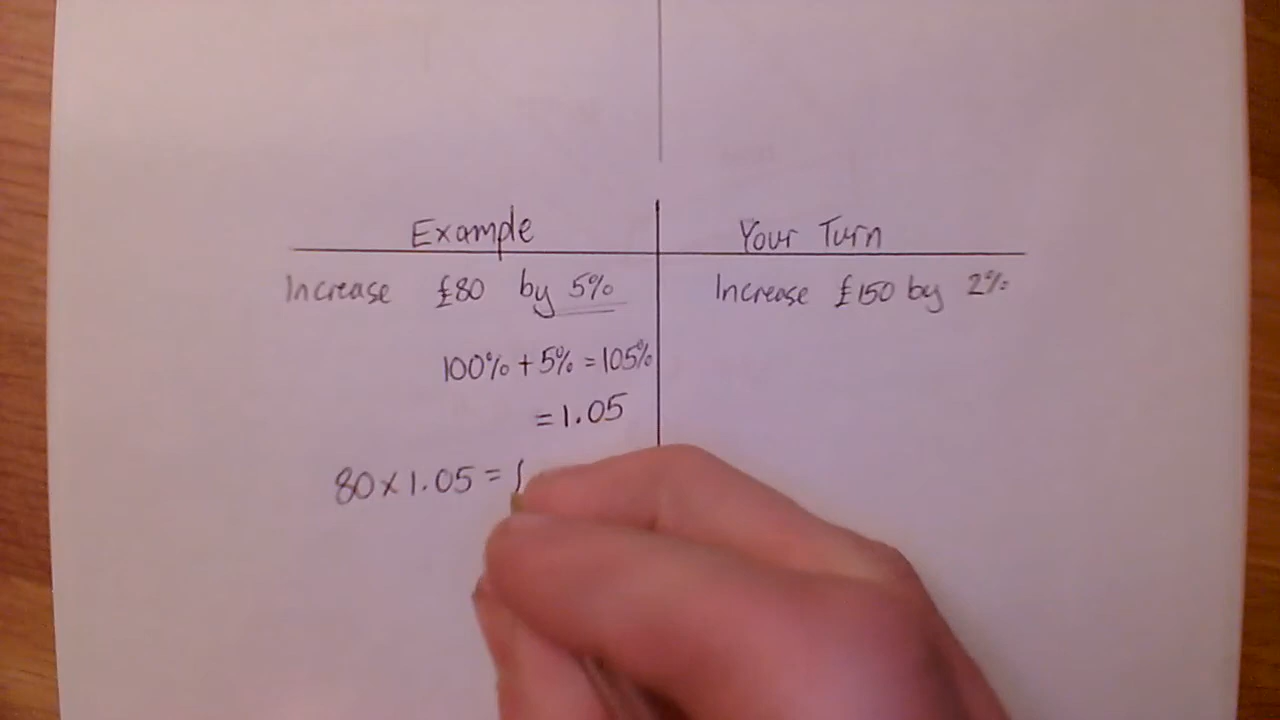 Example
Increase £80 by 5%
100% + 5% = 105%
= 1.05
80 x 1.05 =
Your Turn
Increase £150 by 2%